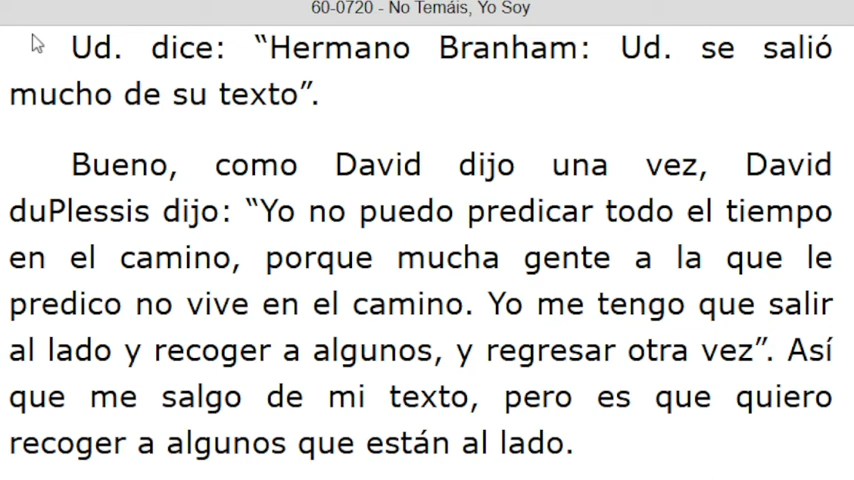 60-0720 - No Temáis, Yo Soy
Ud. dice: “Hermano Branham: Ud. se salió
mucho de su texto”.
Bueno, como David dijo una vez, David
duPlessis dijo: “Yo no puedo predicar todo el tiempo
en el camino, porque mucha gente a la que le
predico no vive en el camino. Yo me tengo que salir
al lado y recoger a algunos, y regresar otra vez”. Así
que me salgo de mi texto, pero es que quiero
recoger a algunos que están al lado.